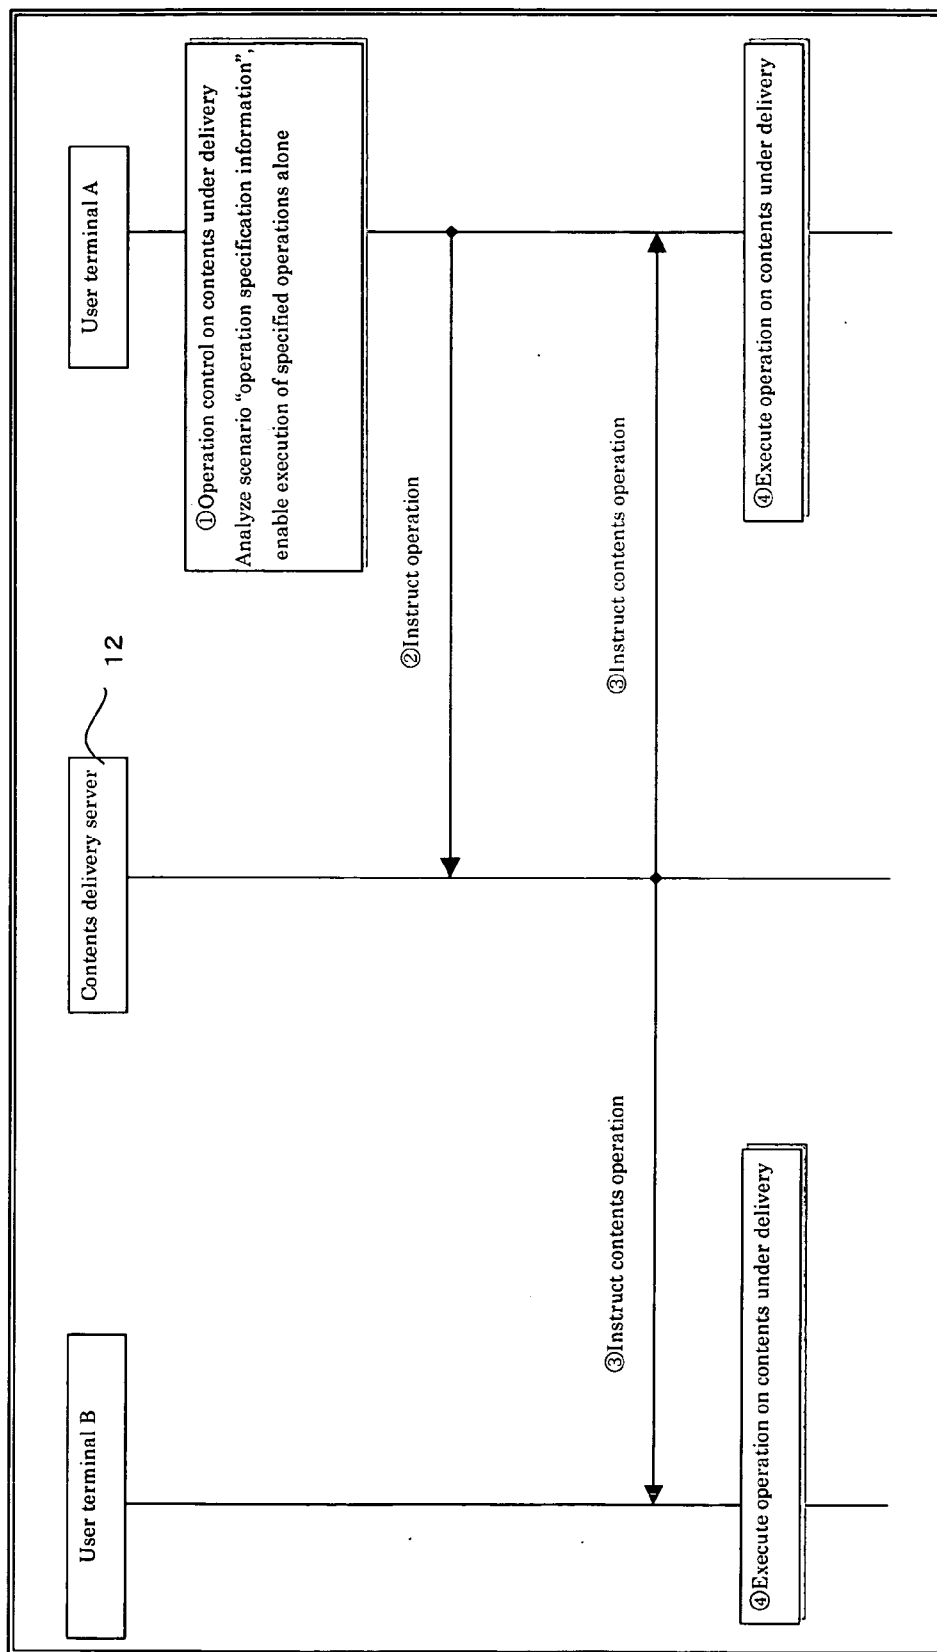 User terminal B
Contents delivery server
12
User terminal A
①Operation control on contents under delivery
Analyze scenario “operation specification information”,
enable execution of specified operations alone
②Instruct operation
③Instruct contents operation
③Instruct contents operation
④Execute operation on contents under delivery
④Execute operation on contents under delivery